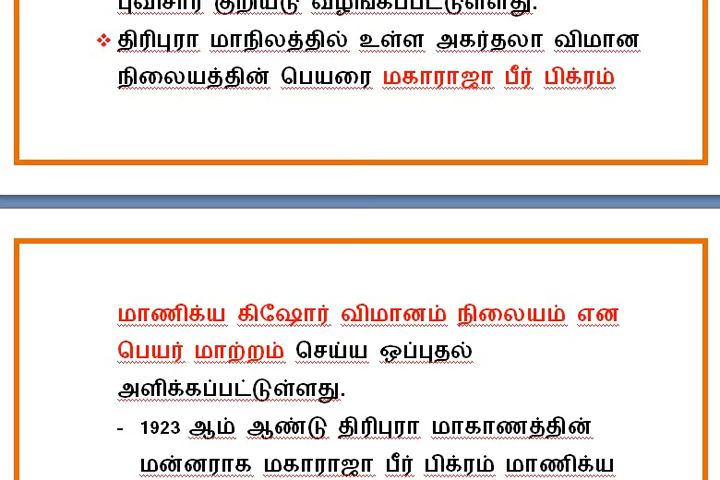 புவிசார் குறியீடு வழங்கப்பட்டுள்ளது.
❖ திரிபுரா மாநிலத்தில் உள்ள அகர்தலா விமான
நிலையத்தின் பெயரை மகாராஜா பீர் பிக்ரம்
மாணிக்ய கிஷோர் விமானம் நிலையம் என
பெயர் மாற்றம் செய்ய ஒப்புதல்
அளிக்கப்பட்டுள்ளது.
- 1923 ஆம் ஆண்டு திரிபுரா மாகாணத்தின்
மன்னராக மகாராஜா பீர் பிக்ரம் மாணிக்ய